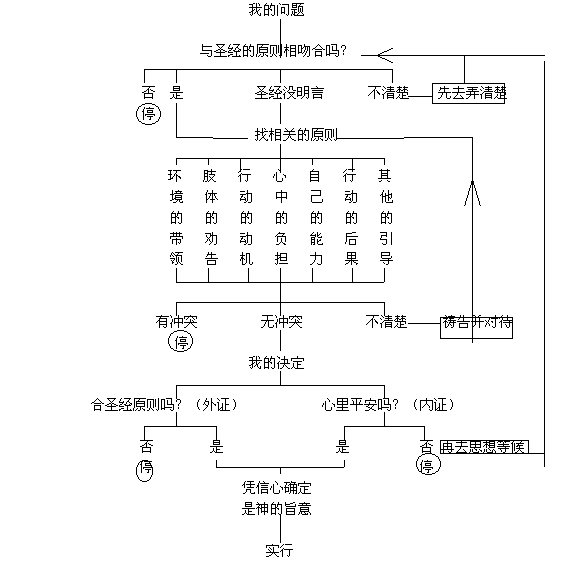 我的问题
与圣经的原则相吻合吗？
否 是 圣经没明言 不清楚 先去弄清楚
停
找相关的原则
环境的带领 肢体的劝告 行动的动机 心中的负担 自己的能力 行动的后果 其他的引导
有冲突 无冲突 不清楚 祷告并对待
停
我的决定
合圣经原则吗？（外证） 心里平安吗？（内证）
否 是 是 否 再去思想等候
停 停
凭信心确定
是神的旨意
实行